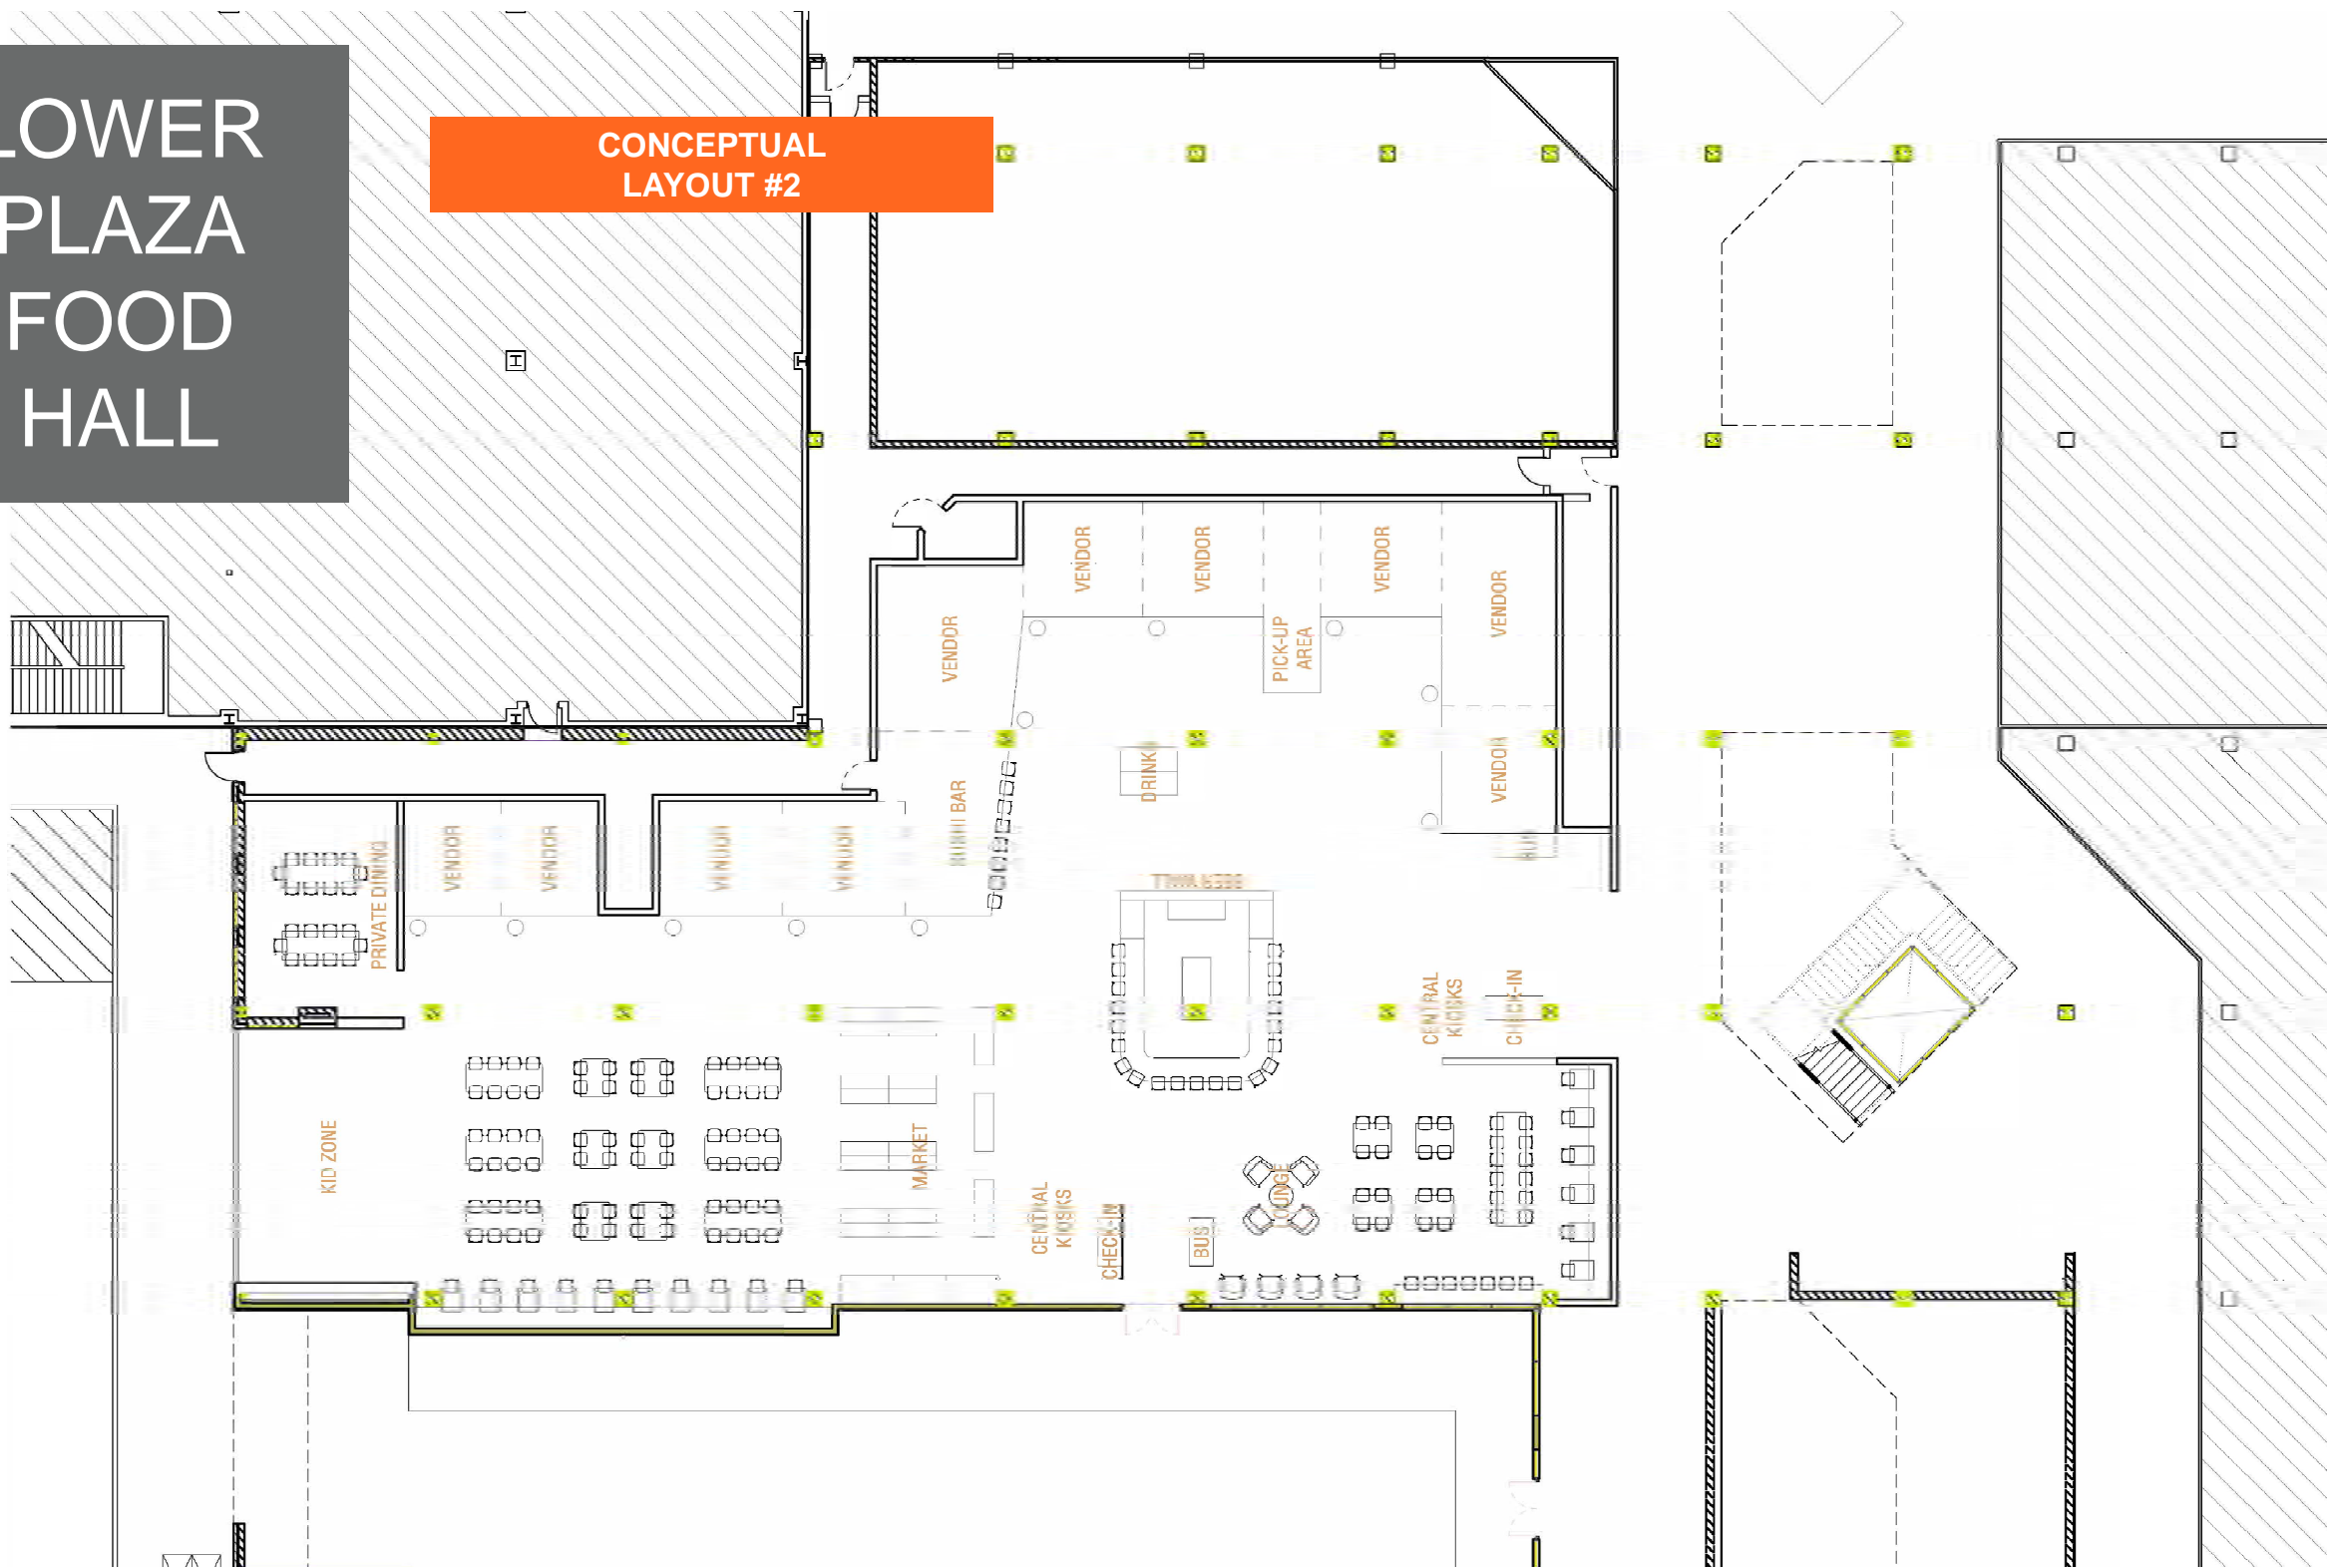 LOWER
PLAZA
FOOD
HALL
CONCEPTUAL
LAYOUT #2
VENDOR
VENDOR
VENDOR
VENDOR
VENDOR
PICK-UP
AREA
DRINK
VENDOR
BAR
VENDOR
VENDOR
VENDOR
VENDOR
PRIVATE DINING
CENTRAL
KIOSKS
CHECK-IN
KID ZONE
MARKET
LOUNGE
CENTRAL
KIOSKS
CHECK-IN
BUS